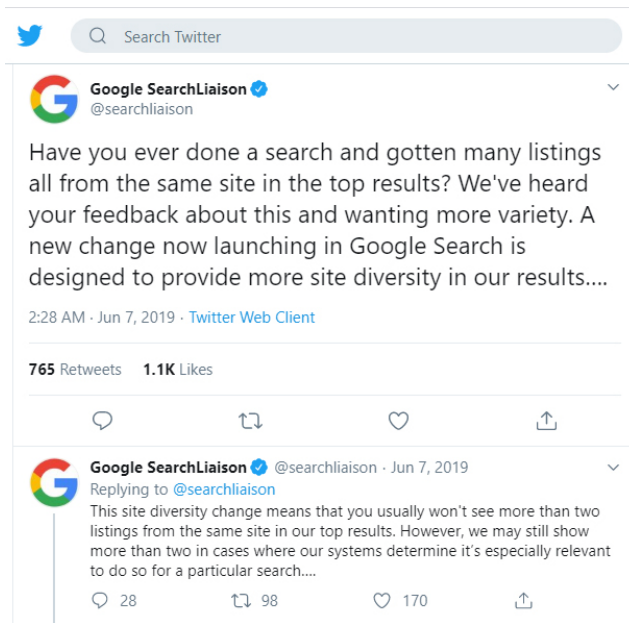 Search Twitter
Google SearchLiaison
@searchliaison
Have you ever done a search and gotten many listings
all from the same site in the top results? We've heard
your feedback about this and wanting more variety. A
new change now launching in Google Search is
designed to provide more site diversity in our results....
2:28 AM · Jun 7, 2019 · Twitter Web Client
765 Retweets 1.1K Likes
Google SearchLiaison @searchliaison · Jun 7, 2019
Replying to @searchliaison
This site diversity change means that you usually won't see more than two
listings from the same site in our top results. However, we may still show
more than two in cases where our systems determine it's especially relevant
to do so for a particular search....
28 98 170